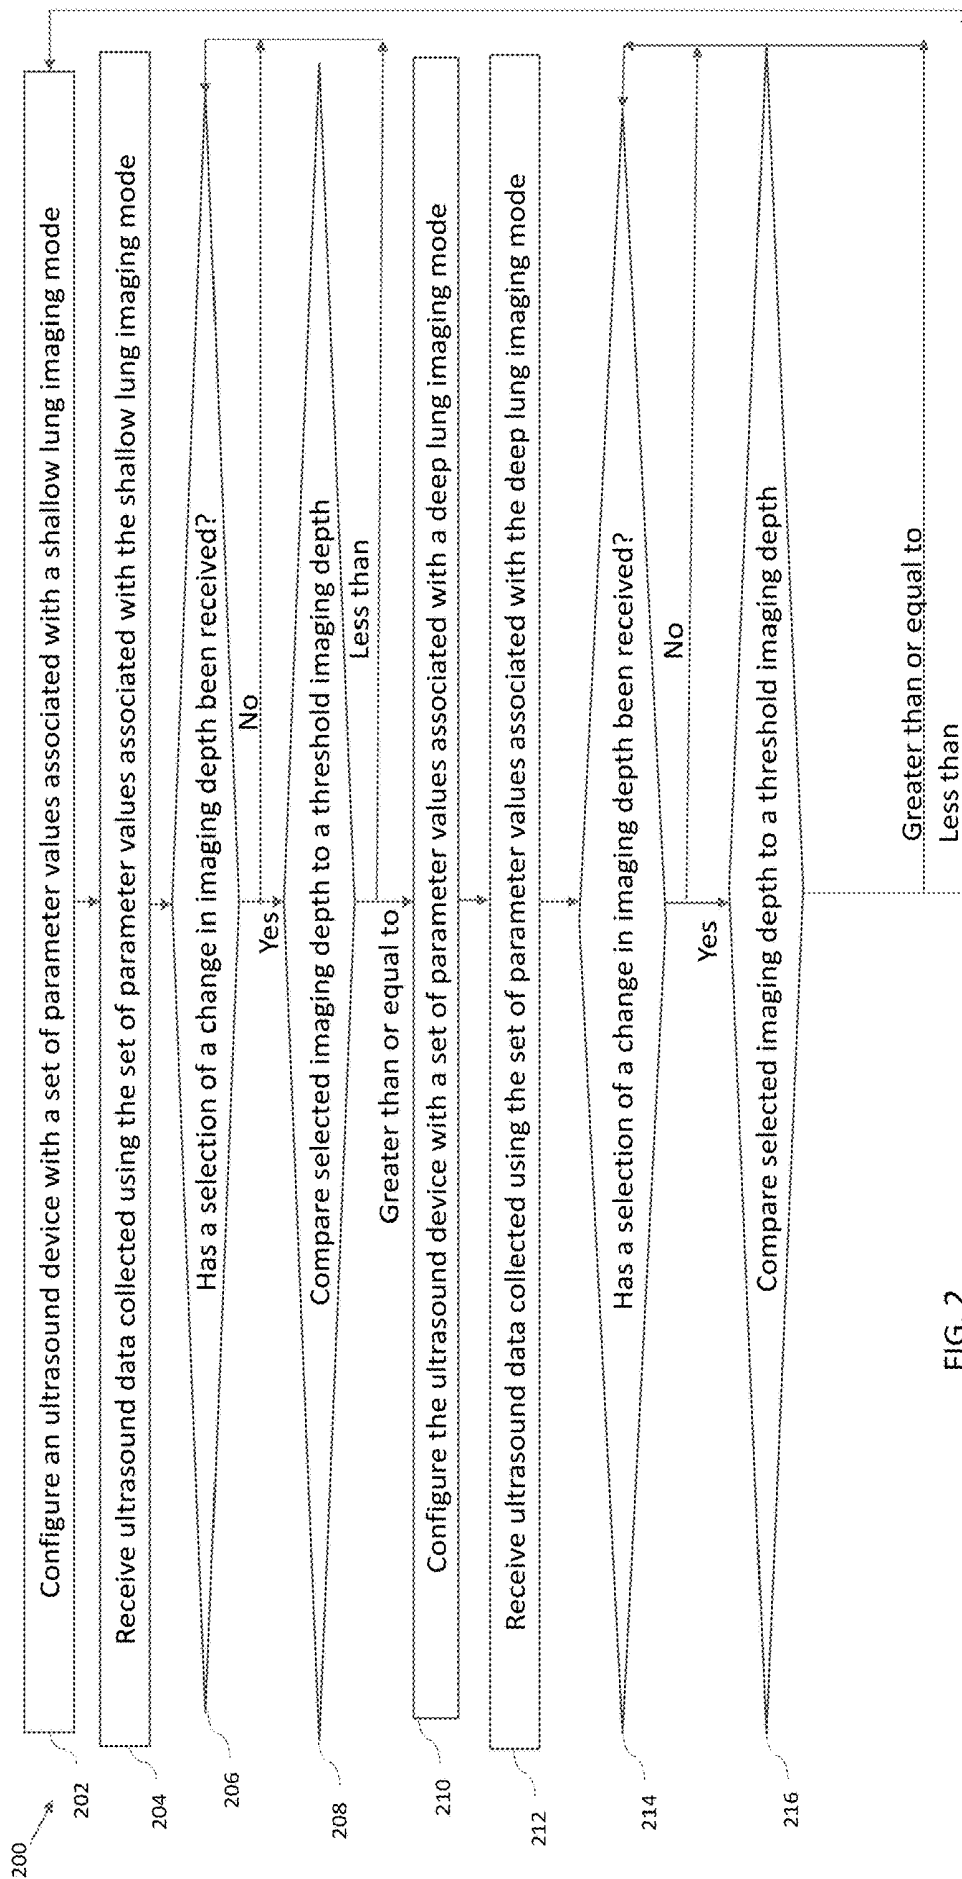 200
202
Configure an ultrasound device with a set of parameter values associated with a shallow lung imaging mode
204
Receive ultrasound data collected using the set of parameter values associated with the shallow lung imaging mode
206
Has a selection of a change in imaging depth been received?
No
Yes
208
Compare selected imaging depth to a threshold imaging depth
Less than
Greater than or equal to
210
Configure the ultrasound device with a set of parameter values associated with a deep lung imaging mode
212
Receive ultrasound data collected using the set of parameter values associated with the deep lung imaging mode
214
Has a selection of a change in imaging depth been received?
No
Yes
216
Compare selected imaging depth to a threshold imaging depth
Greater than or equal to
Less than
FIG. 2